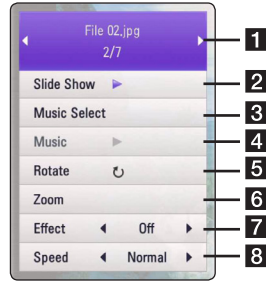 File 02.jpg
1
2/7
Slide Show
2
Music Select
3
Music
4
Rotate
5
Zoom
6
Effect Off
7
Speed Normal
8